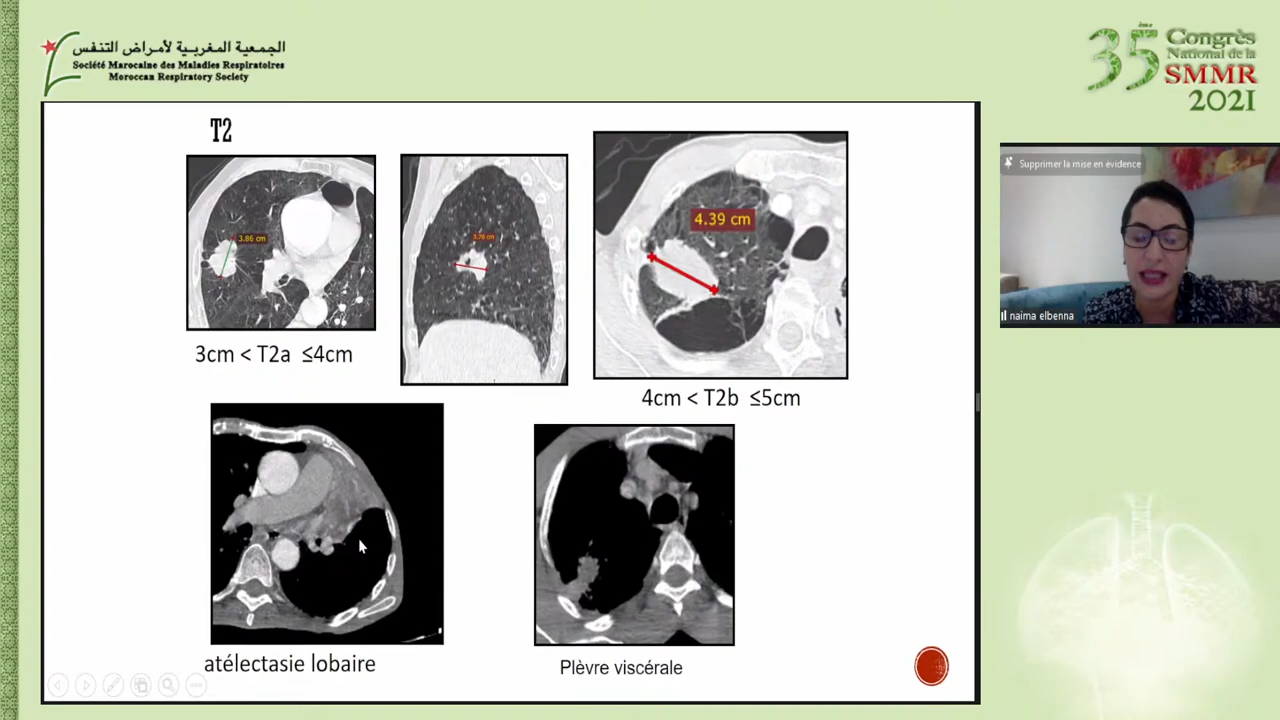 الجمعية المغربية لأمراض التنفس
Société Marocaine des Maladies Respiratoires
Moroccan Respiratory Society
35ème Congrès
National de la
SMMR
2021
T2
3.86 cm
3.78 cm
4.39 cm
3cm < T2a ≤4cm
4cm < T2b ≤5cm
atélectasie lobaire
Plèvre viscérale
Supprimer la mise en évidence
naima elbenna